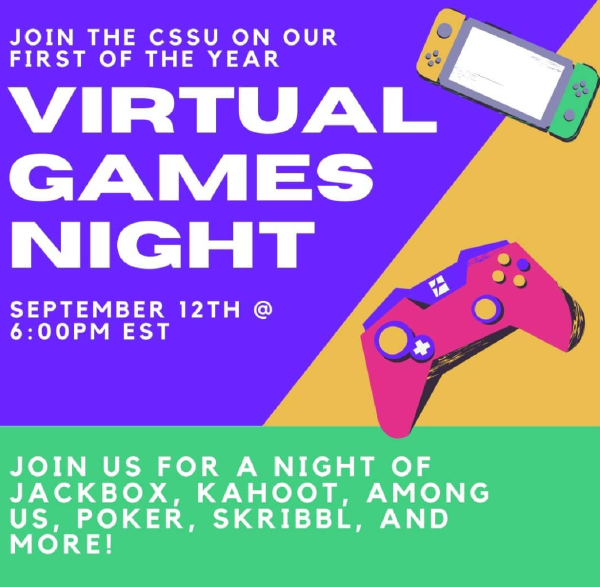 JOIN THE CSSU ON OUR
FIRST OF THE YEAR
VIRTUAL
GAMES
NIGHT
SEPTEMBER 12TH @
6:00PM EST
JOIN US FOR A NIGHT OF
JACKBOX, KAHOOT, AMONG
US, POKER, SKRIBBL, AND
MORE!